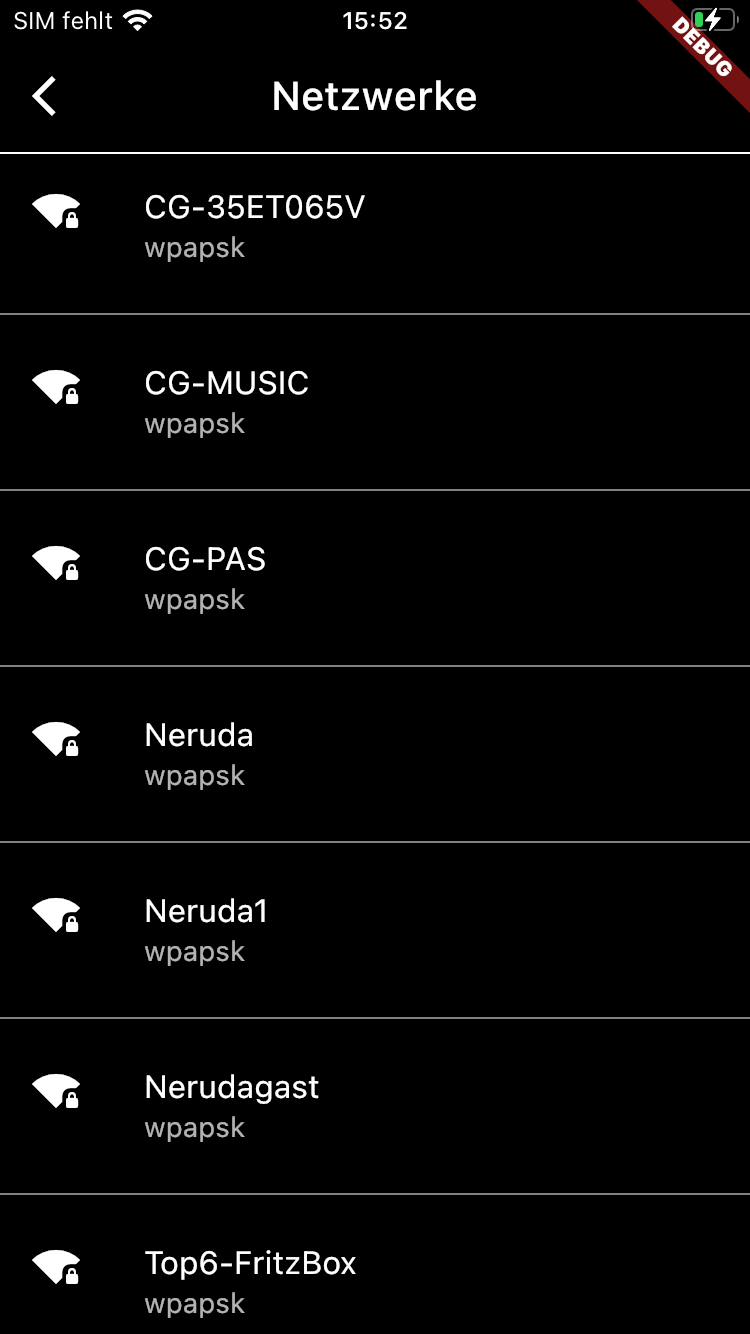 SIM fehlt 15:52
DEBUG
Netzwerke
CG-35ET065V
wpapsk
CG-MUSIC
wpapsk
CG-PAS
wpapsk
Neruda
wpapsk
Neruda1
wpapsk
Nerudagast
wpapsk
Top6-FritzBox
wpapsk